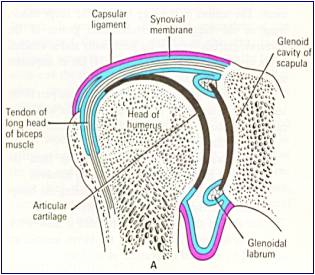 Capsular
ligament
Synovial
membrane
Glenoid
cavity of
scapula
Tendon of
long head
of biceps
muscle
Head of
humerus
Articular
cartilage
Glenoidal
labrum
A